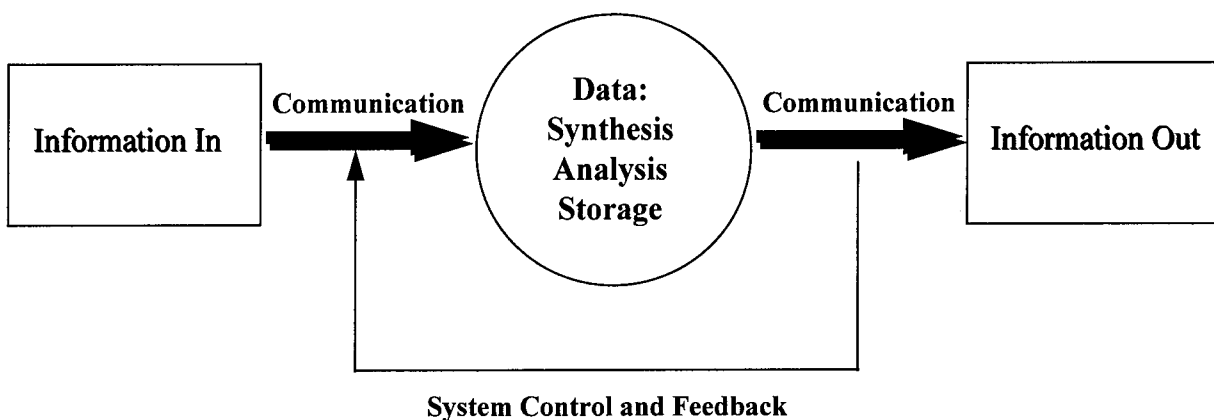 Information In
Communication
Data:
Synthesis
Analysis
Storage
Communication
Information Out
System Control and Feedback